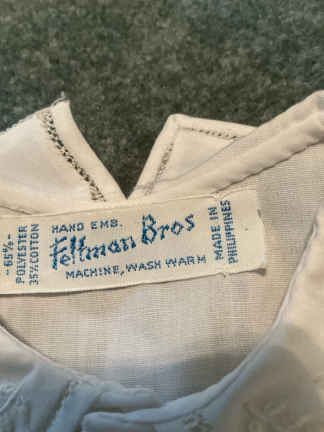 -65%-
POLYESTER
35% COTTON
HAND EMB.
Feltman Bros
MACHINE, WASH WARM
MADE IN
PHILIPPINES